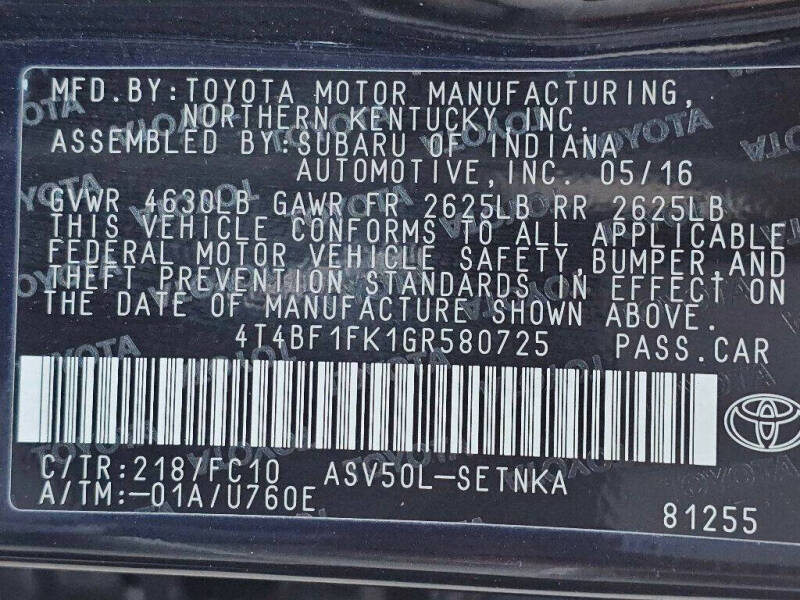 MFD.BY:TOYOTA MOTOR MANUFACTURING,
NORTHERN KENTUCKY,INC.
ASSEMBLED BY:SUBARU OF INDIANA
AUTOMOTIVE,INC. 05/16
GVWR 4630LB GAWR FR 2625LB RR 2625LB
THIS VEHICLE CONFORMS TO ALL APPLICABLE
FEDERAL MOTOR VEHICLE SAFETY,BUMPER,AND
THEFT PREVENTION STANDARDS IN EFFECT ON
THE DATE OF MANUFACTURE SHOWN ABOVE.
4T4BF1FK1GR580725 PASS.CAR
C/TR:2187FC10 ASV50L-SETNKA
A/TM:-01A/U760E
81255